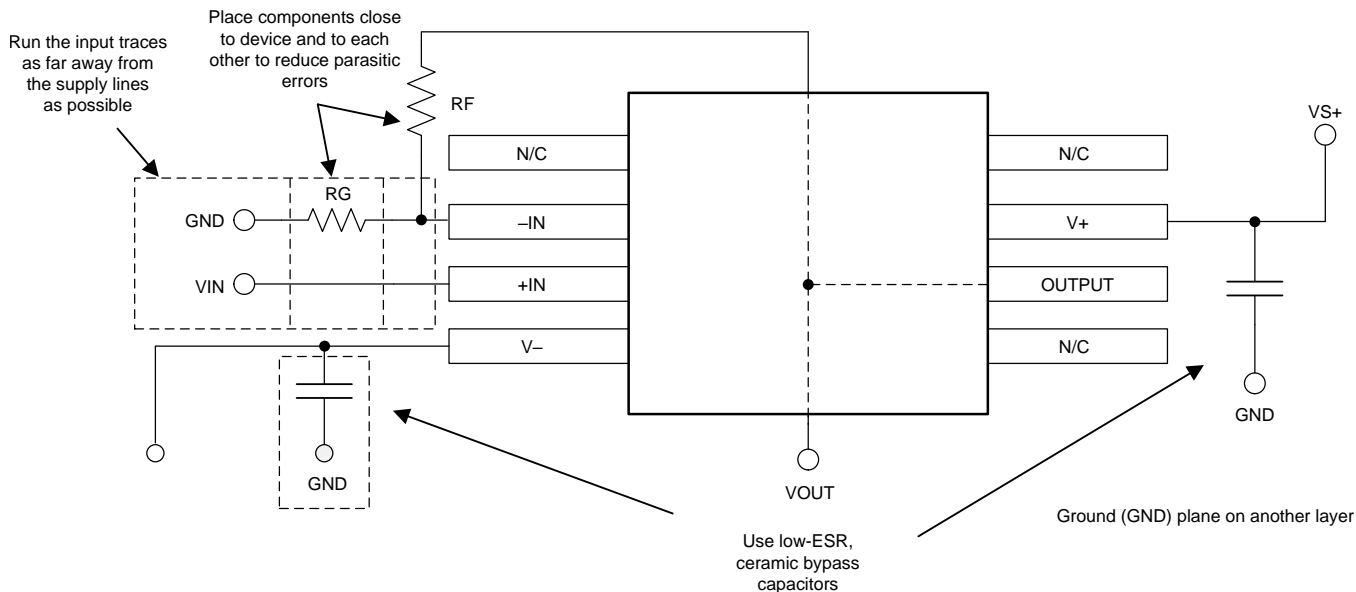 Place components close
to device and to each
other to reduce parasitic
errors
Run the input traces
as far away from
the supply lines
as possible
RF
VS+
N/C
N/C
RG
GND
–IN
V+
VIN
+IN
OUTPUT
V–
N/C
GND
GND
VOUT
Ground (GND) plane on another layer
Use low-ESR,
ceramic bypass
capacitors